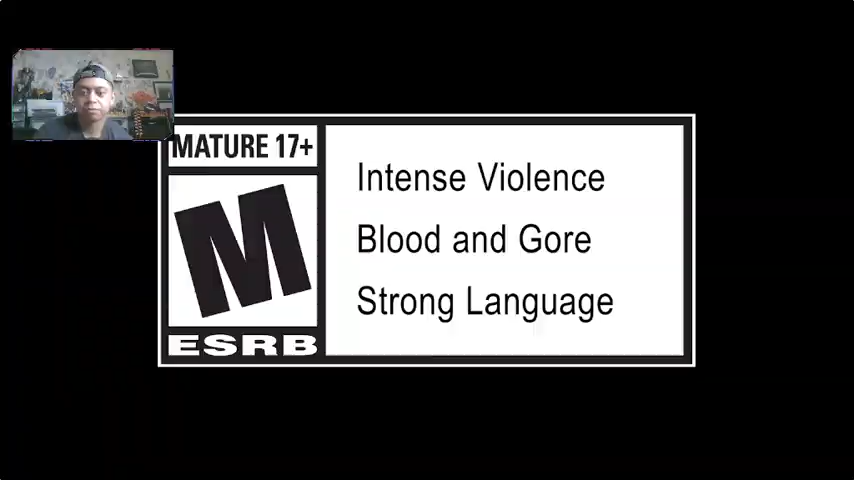 MATURE 17+
M
ESRB
Intense Violence
Blood and Gore
Strong Language